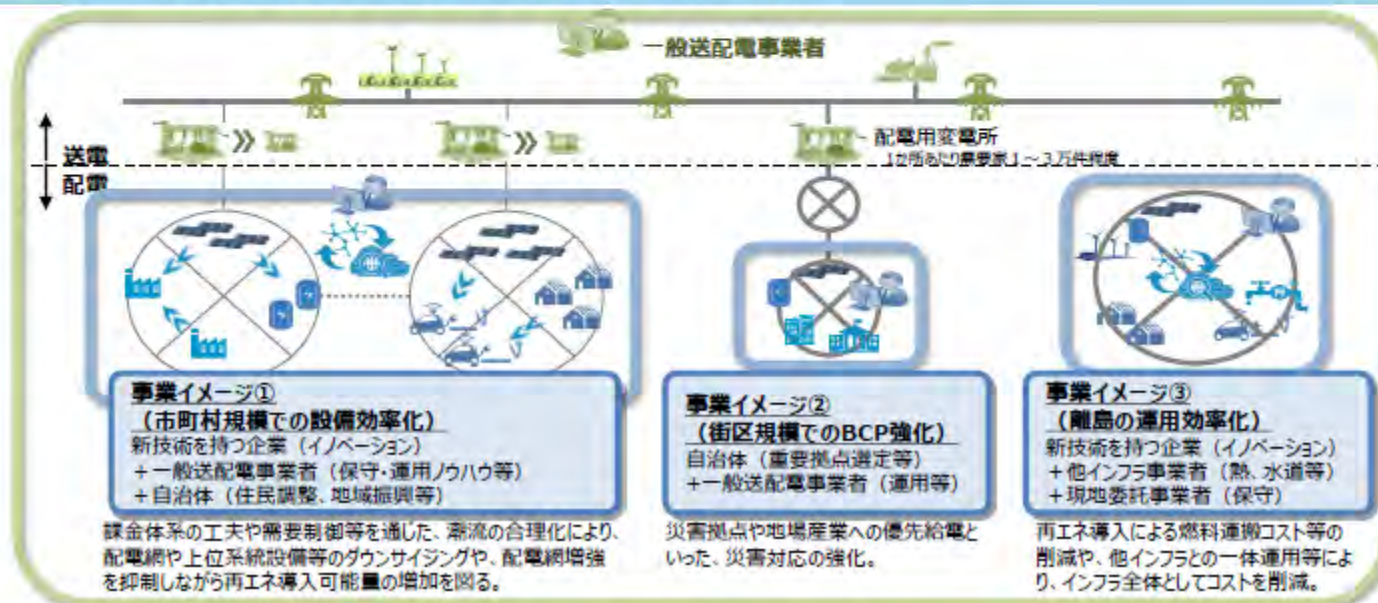 一般送配電事業者
送電
配電
配電用変電所
1か所あたり需要家1~3万件程度
事業イメージ①
(市町村規模での設備効率化)
新技術を持つ企業(イノベーション)
+一般送配電事業者(保守・運用ノウハウ等)
+自治体(住民調整、地域振興等)
課金体系の工夫や需要制御等を通じた、潮流の合理化により、
配電網や上位系統設備等のダウンサイジングや、配電網増強
を抑制しながら再エネ導入可能量の増加を図る。
事業イメージ②
(街区規模でのBCP強化)
自治体(重要拠点選定等)
+一般送配電事業者(運用等)
災害拠点や地場産業への優先給電と
いった、災害対応の強化。
事業イメージ③
(離島の運用効率化)
新技術を持つ企業(イノベーション)
+他インフラ事業者(熱、水道等)
+現地委託事業者(保守)
再エネ導入による燃料運搬コスト等の
削減や、他インフラとの一体運用等によ
り、インフラ全体としてコストを削減。